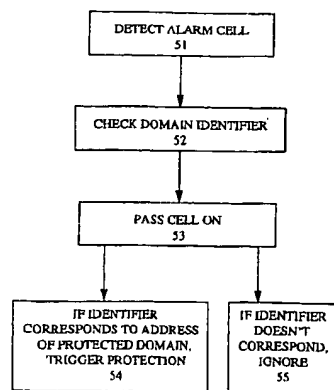 DETECT ALARM CELL
51
CHECK DOMAIN IDENTIFIER
52
PASS CELL ON
53
IF IDENTIFIER
CORRESPONDS TO ADDRESS
OF PROTECTED DOMAIN,
TRIGGER PROTECTION
54
IF IDENTIFIER
DOESN'T
CORRESPOND,
IGNORE
55